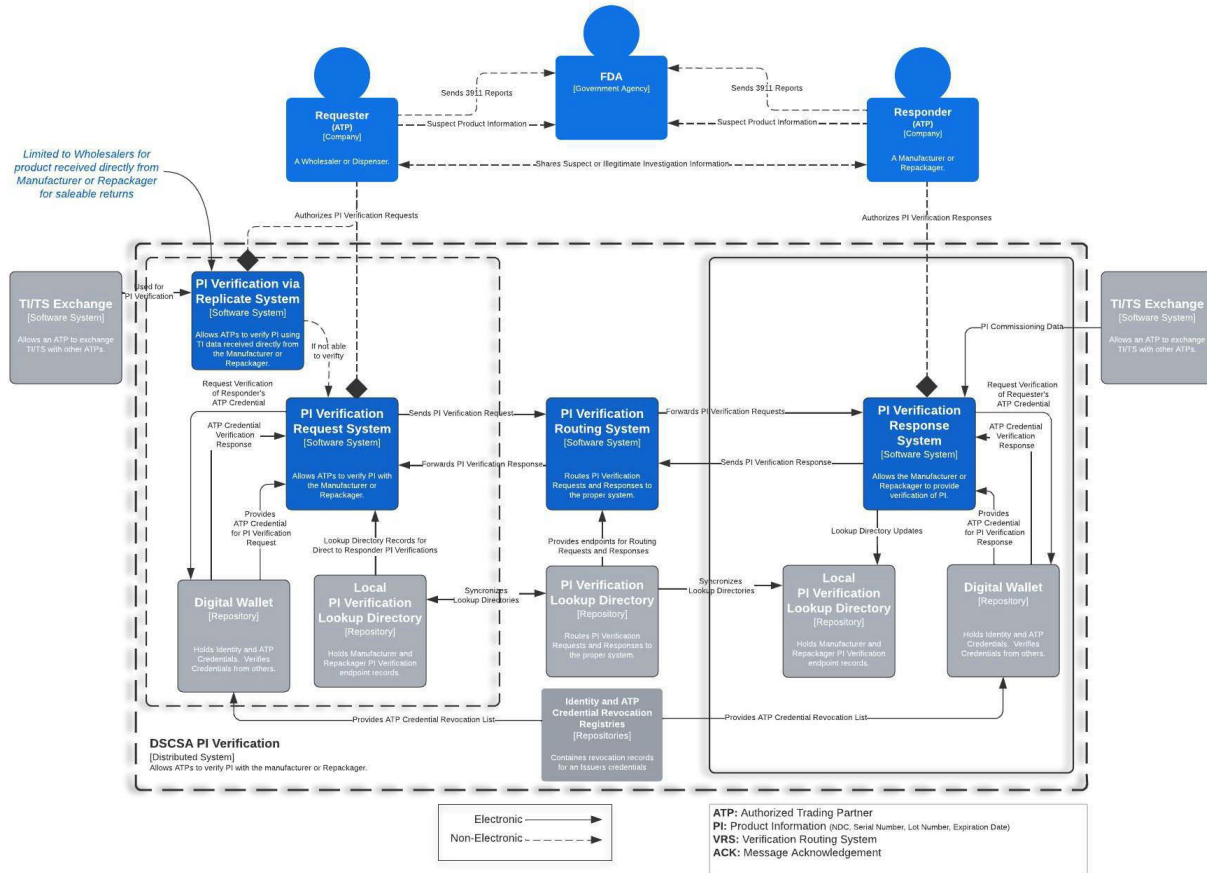 FDA
[Government Agency]
Sends 3911 Reports
Sends 3911 Reports
Requester
(ATP)
[Company]
A Wholesaler or Dispenser.
Suspect Product Information
Suspect Product Information
Responder
(ATP)
[Company]
A Manufacturer or
Repackager.
Shares Suspect or Illegitimate Investigation Information
Limited to Wholesalers for
product received directly from
Manufacturer or Repackager
for saleable returns
Authorizes PI Verification Requests
Authorizes PI Verification Responses
TI/TS Exchange
[Software System]
Allows an ATP to exchange
TI/TS with other ATPs.
Used for
PI Verification
PI Verification via
Replicate System
[Software System]
Allows ATPs to verify PI using
TI data received directly from
the Manufacturer or
Repackager.
If not able
to verifty
PI Commissioning Data
TI/TS Exchange
[Software System]
Allows an ATP to exchange
TI/TS with other ATPs.
Request Verification
of Responder's
ATP Credential
ATP Credential
Verification
Response
PI Verification
Request System
[Software System]
Allows ATPs to verify PI with
the Manufacturer or
Repackager.
Sends PI Verification Request
Forwards PI Verification Response
PI Verification
Routing System
[Software System]
Routes PI Verification
Requests and Responses to
the proper system.
Forwards PI Verification Requests
Sends PI Verification Response
PI Verification
Response
System
[Software System]
Allows the Manufacturer or
Repackager to provide
verification of PI.
Request Verification
of Requester's
ATP Credential
ATP Credential
Verification
Response
Provides
ATP Credential
for PI Verification
Request
Lookup Directory Records for
Direct to Responder PI Verifications
Provides endpoints for Routing
Requests and Responses
Lookup Directory Updates
Provides
ATP Credential
for PI Verification
Response
Digital Wallet
[Repository]
Holds Identity and ATP
Credentials. Verifies
Credentials from others.
Local
PI Verification
Lookup Directory
[Repository]
Holds Manufacturer and
Repackager PI Verification
endpoint records.
Syncronizes
Lookup Directories
PI Verification
Lookup Directory
[Repository]
Routes PI Verification
Requests and Responses to
the proper system.
Syncronizes
Lookup Directories
Local
PI Verification
Lookup Directory
[Repository]
Holds Manufacturer and
Repackager PI Verification
endpoint records.
Digital Wallet
[Repository]
Holds Identity and ATP
Credentials. Verifies
Credentials from others.
Provides ATP Credential Revocation List
Identity and ATP
Credential Revocation
Registries
[Repositories]
Containes revocation records
for an Issuers credentials
Provides ATP Credential Revocation List
DSCSA PI Verification
[Distributed System]
Allows ATPs to verify PI with the manufacturer or Repackager.
Electronic
Non-Electronic
ATP: Authorized Trading Partner
PI: Product Information (NDC, Serial Number, Lot Number, Expiration Date)
VRS: Verification Routing System
ACK: Message Acknowledgement